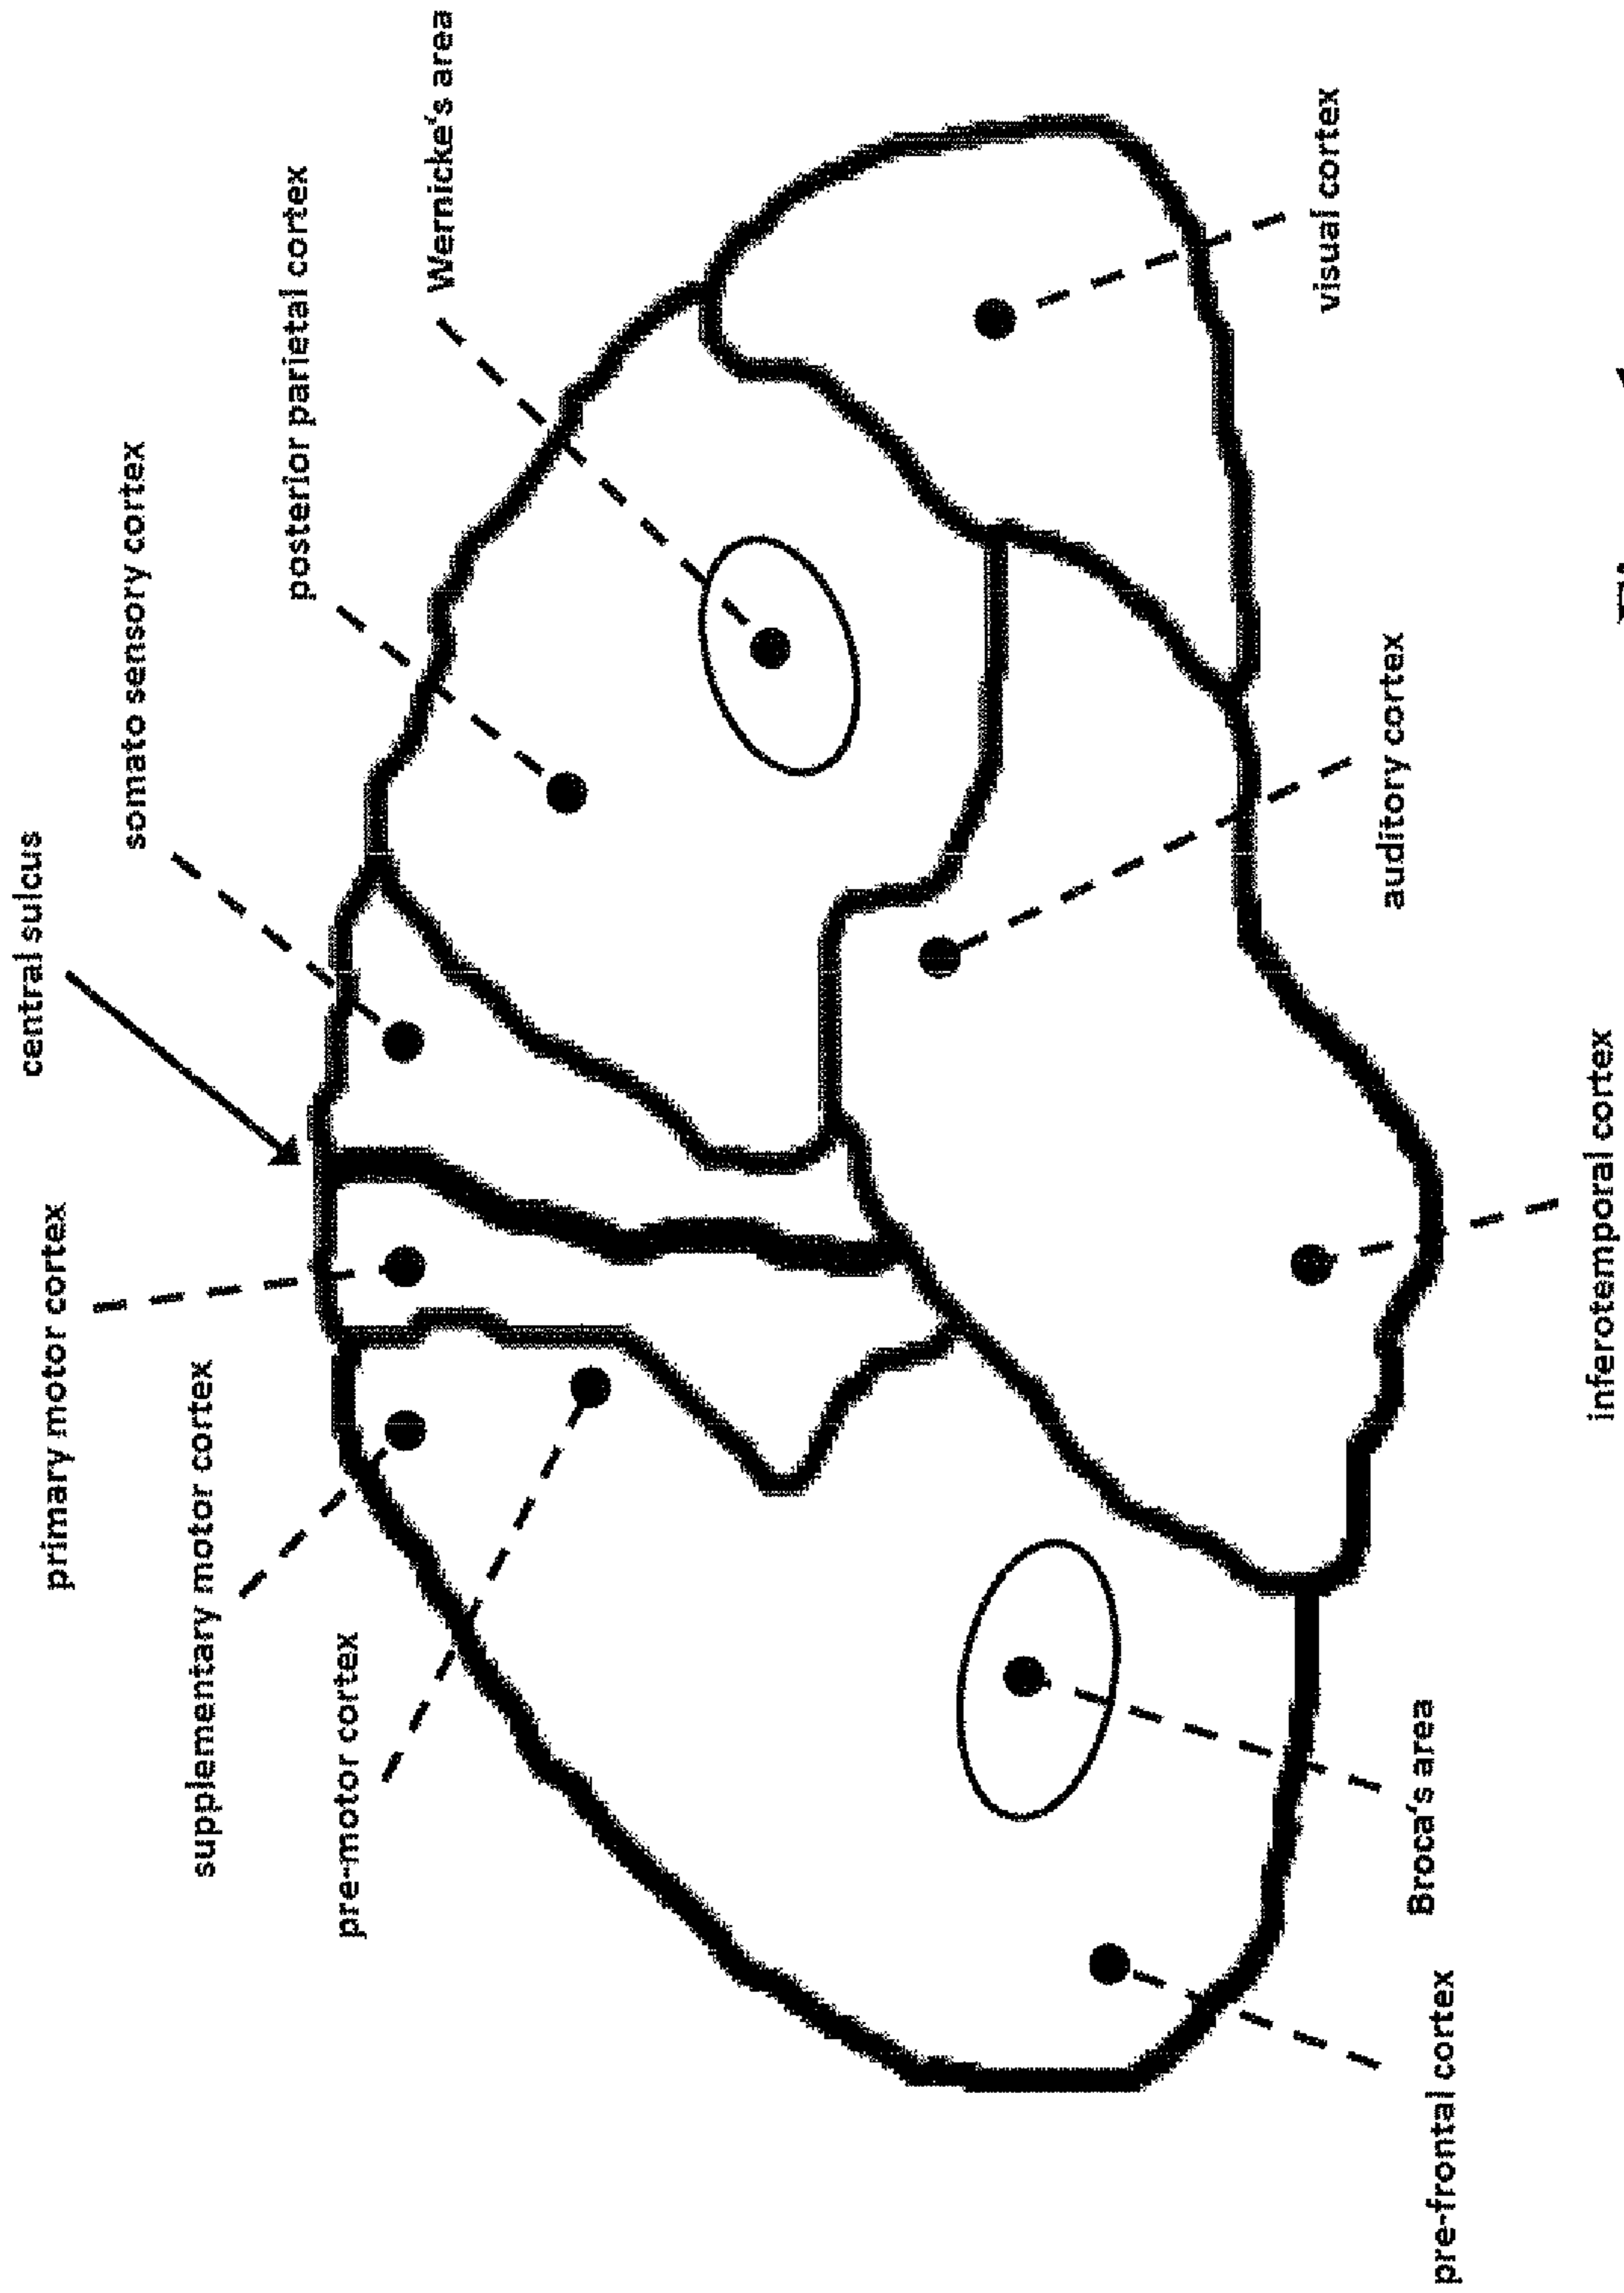 central sulcus
primary motor cortex
somato sensory cortex
supplementary motor cortex
posterior parietal cortex
pre-motor cortex
Wernicke's area
visual cortex
auditory cortex
Broca's area
pre-frontal cortex
inferotemporal cortex